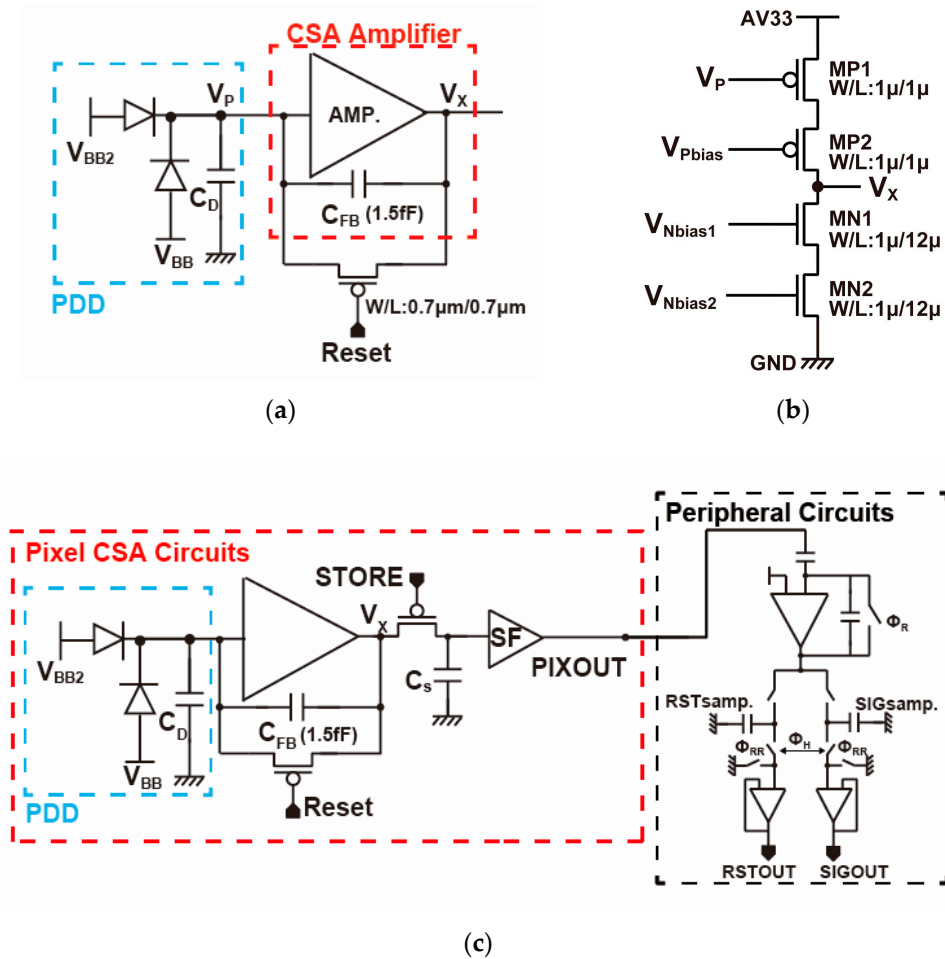 CSA Amplifier
V_P
V_X
AMP.
V_BB2
C_D
C_FB (1.5fF)
V_BB
PDD
W/L:0.7μm/0.7μm
Reset
(a)
AV33
V_P
MP1
W/L:1μ/1μ
V_Pbias
MP2
W/L:1μ/1μ
V_X
V_Nbias1
MN1
W/L:1μ/12μ
V_Nbias2
MN2
W/L:1μ/12μ
GND
(b)
Pixel CSA Circuits
STORE
V_X
SF
PIXOUT
V_BB2
C_D
C_s
C_FB (1.5fF)
V_BB
PDD
Reset
Peripheral Circuits
Φ_R
RSTsamp.
SIGsamp.
Φ_RR
Φ_H
Φ_RR
RSTOUT
SIGOUT
(c)